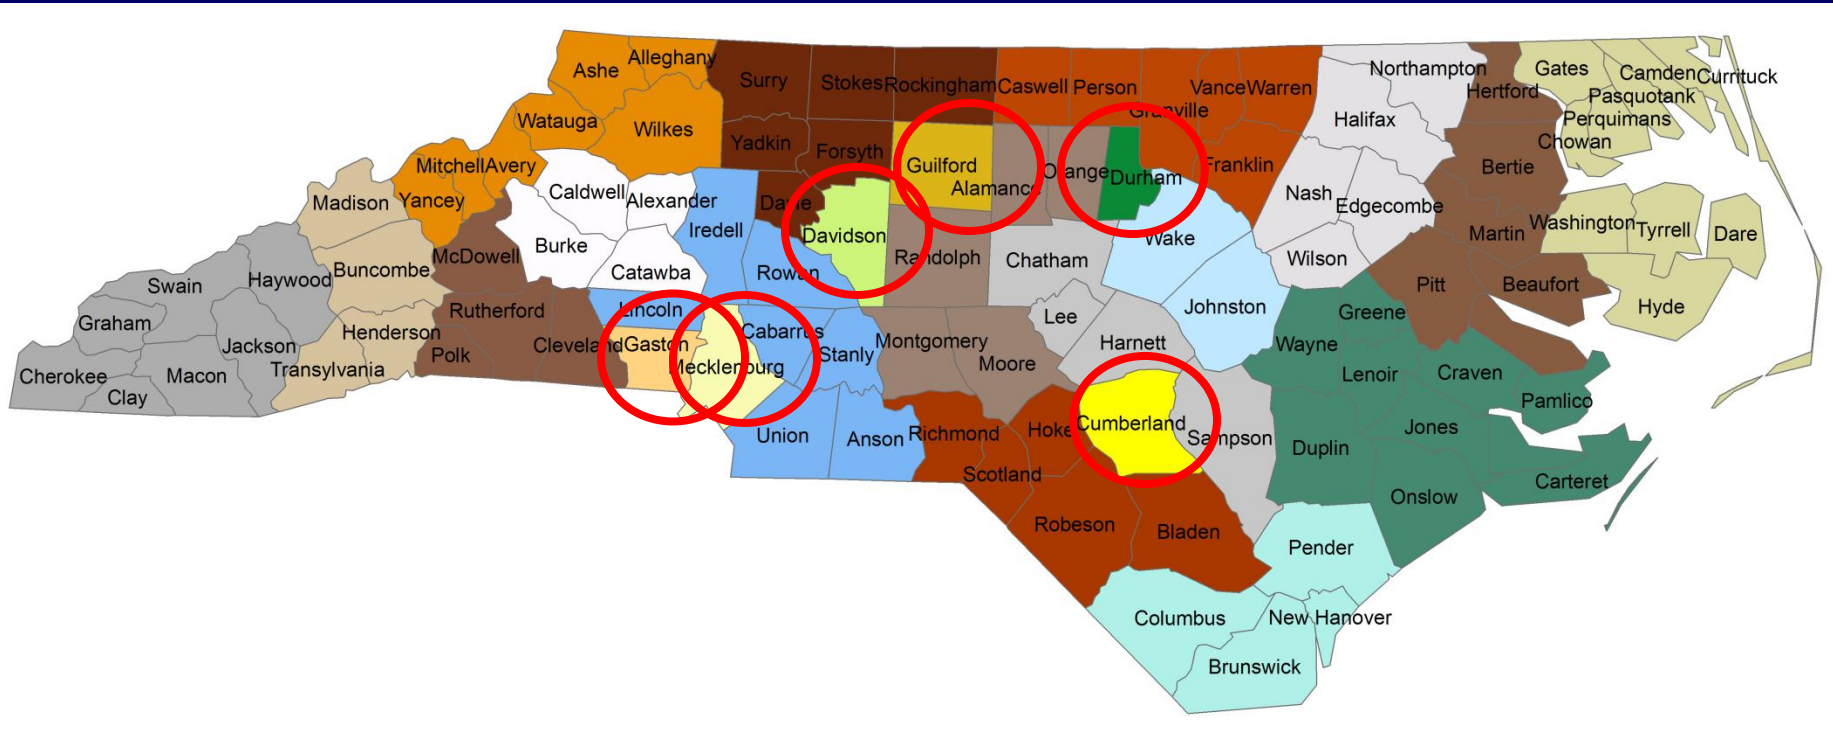 Ashe
Alleghany
Surry
Stokes
Rockingham
Caswell
Person
Granville
Vance
Warren
Northampton
Hertford
Gates
Camden
Currituck
Pasquotank
Perquimans
Chowan
Watauga
Wilkes
Yadkin
Forsyth
Guilford
Alamance
Orange
Durham
Franklin
Halifax
Bertie
Mitchell
Avery
Yancey
Caldwell
Alexander
Madison
Davie
Iredell
Davidson
Randolph
Chatham
Wake
Nash
Edgecombe
Martin
Washington
Tyrrell
Dare
Burke
McDowell
Buncombe
Haywood
Swain
Catawba
Rowan
Wilson
Pitt
Beaufort
Hyde
Graham
Jackson
Henderson
Rutherford
Lincoln
Cabarrus
Stanly
Montgomery
Moore
Lee
Harnett
Johnston
Greene
Wayne
Cherokee
Macon
Clay
Transylvania
Polk
Cleveland
Gaston
Mecklenburg
Lenoir
Craven
Pamlico
Jones
Union
Anson
Richmond
Hoke
Cumberland
Sampson
Duplin
Scotland
Onslow
Carteret
Robeson
Bladen
Pender
Columbus
New Hanover
Brunswick